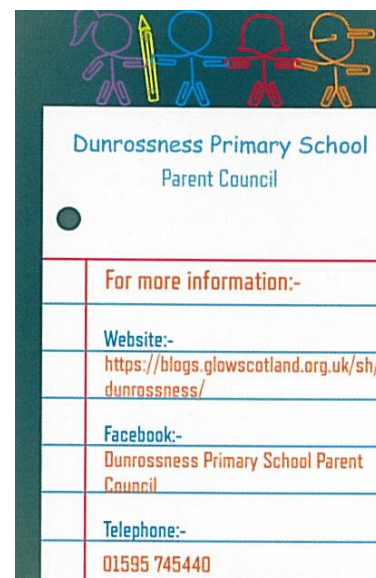 Dunrossness Primary School
Parent Council
For more information:-
Website:-
https://blogs.glowscotland.org.uk/sh/
dunrossness/
Facebook:-
Dunrossness Primary School Parent
Council
Telephone:-
01595 745440